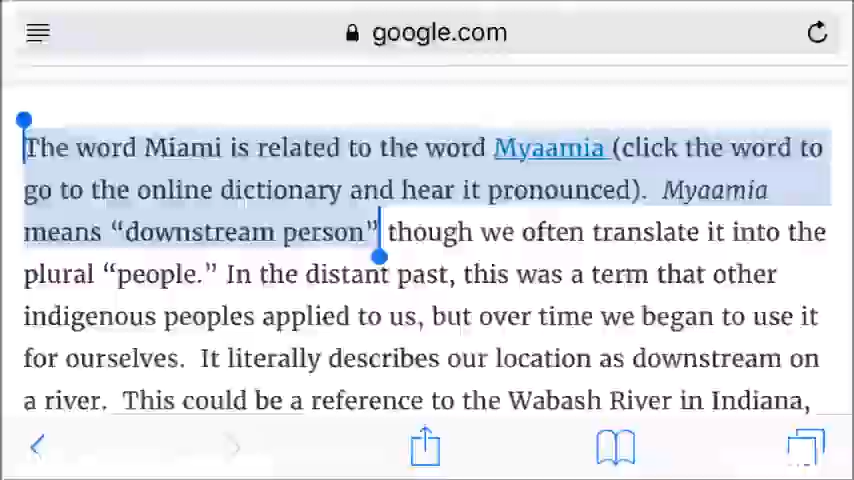 google.com
The word Miami is related to the word Myaamia (click the word to
go to the online dictionary and hear it pronounced). Myaamia
means “downstream person” though we often translate it into the
plural “people.” In the distant past, this was a term that other
indigenous peoples applied to us, but over time we began to use it
for ourselves. It literally describes our location as downstream on
a river. This could be a reference to the Wabash River in Indiana,